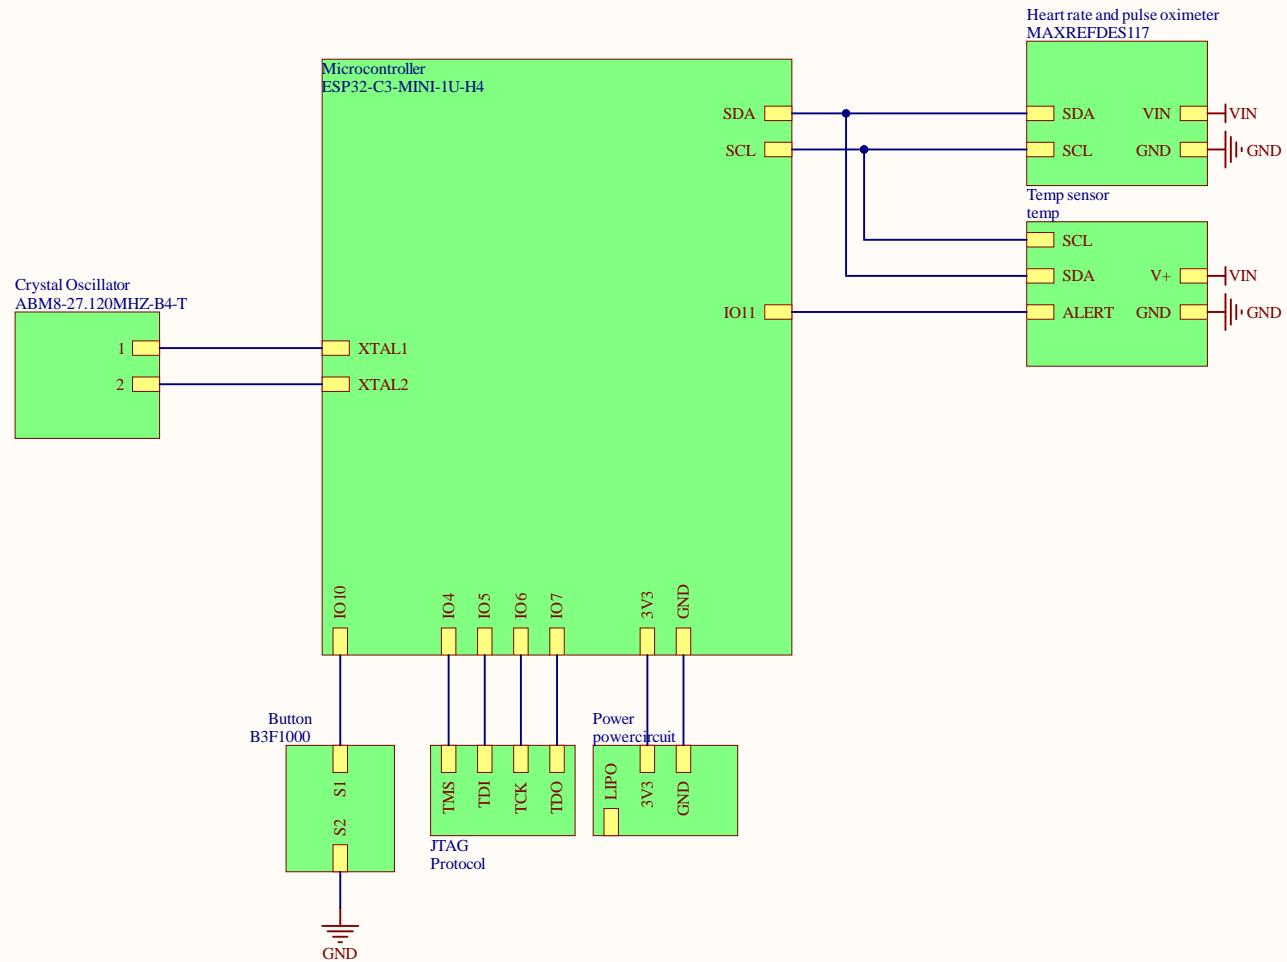 Heart rate and pulse oximeter
MAXREFDES117
Microcontroller
ESP32-C3-MINI-1U-H4
SDA
SDA
VIN
VIN
SCL
SCL
GND
GND
Temp sensor
temp
SCL
Crystal Oscillator
ABM8-27.120MHZ-B4-T
SDA
V+
VIN
IO11
ALERT
GND
GND
1
XTAL1
2
XTAL2
IO10
IO4
IO5
IO6
IO7
3V3
GND
Button
B3F1000
Power
powercircuit
S1
S2
TMS
TDI
TCK
TDO
LIPO
3V3
GND
JTAG
Protocol
GND